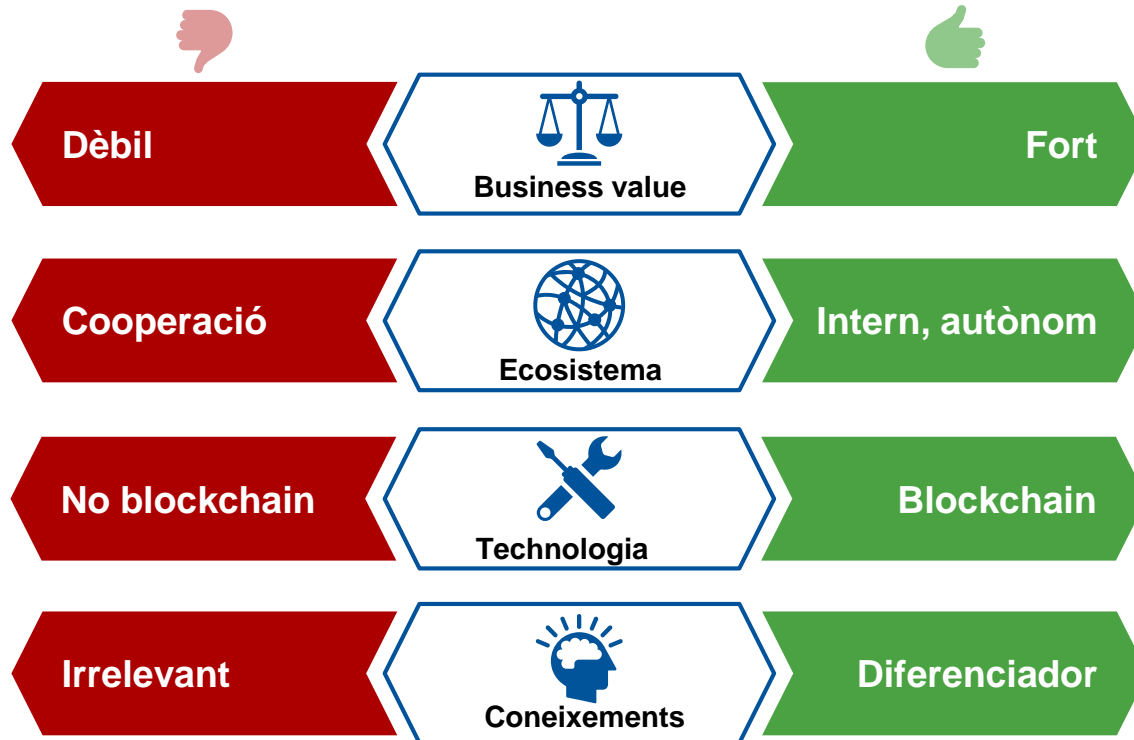 Dèbil
Business value
Fort
Cooperació
Ecosistema
Intern, autònom
No blockchain
Technologia
Blockchain
Irrelevant
Coneixements
Diferenciador